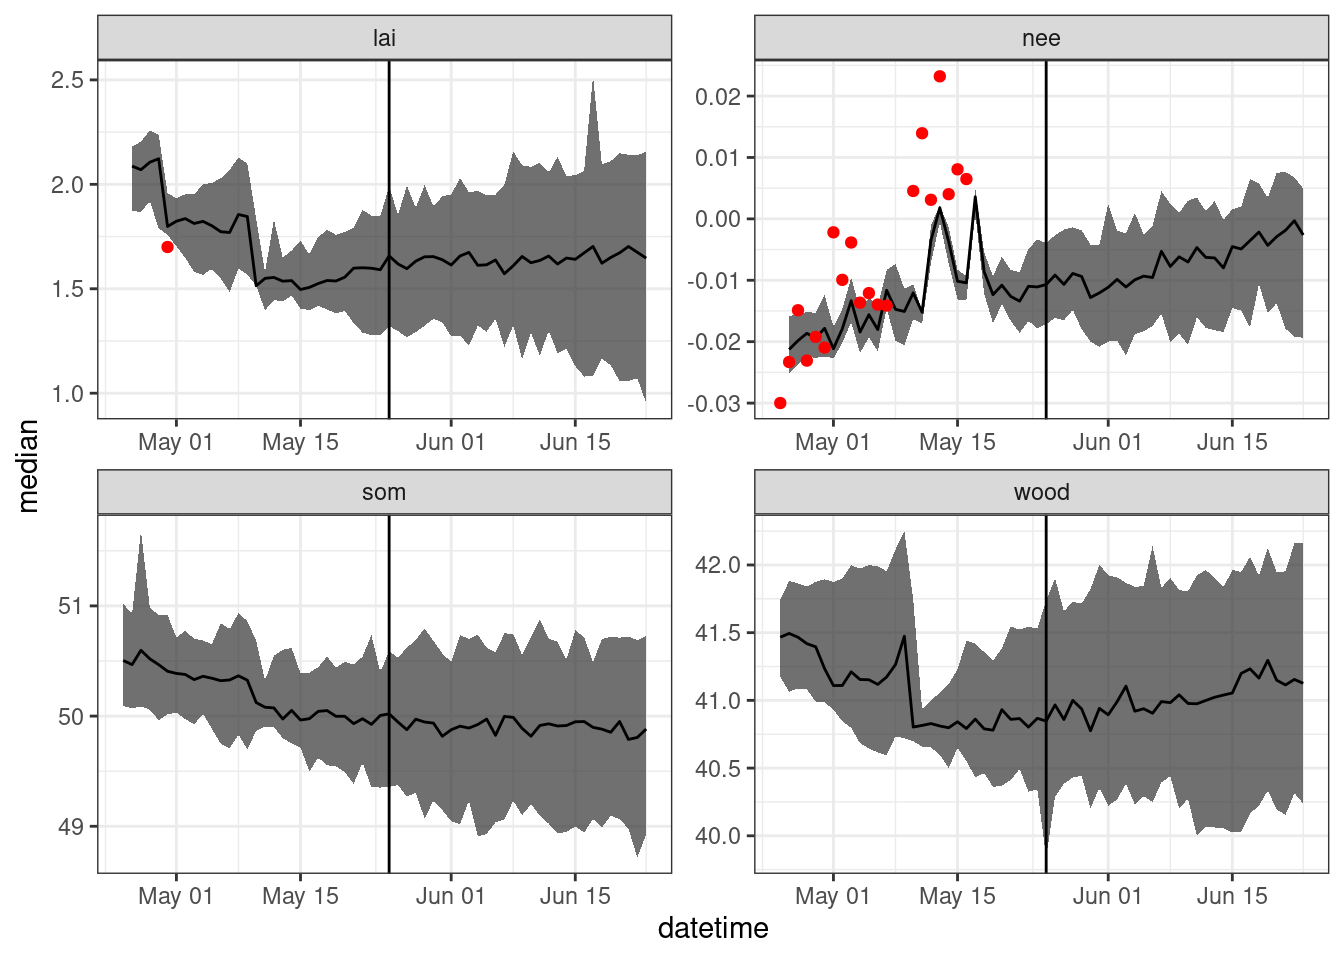 lai
nee
2.5
2.0
1.5
1.0
0.02
0.01
0.00
-0.01
-0.02
-0.03
May 01 May 15 Jun 01 Jun 15
May 01 May 15 Jun 01 Jun 15
median
som
wood
51
50
49
42.0
41.5
41.0
40.5
40.0
May 01 May 15 Jun 01 Jun 15
May 01 May 15 Jun 01 Jun 15
datetime